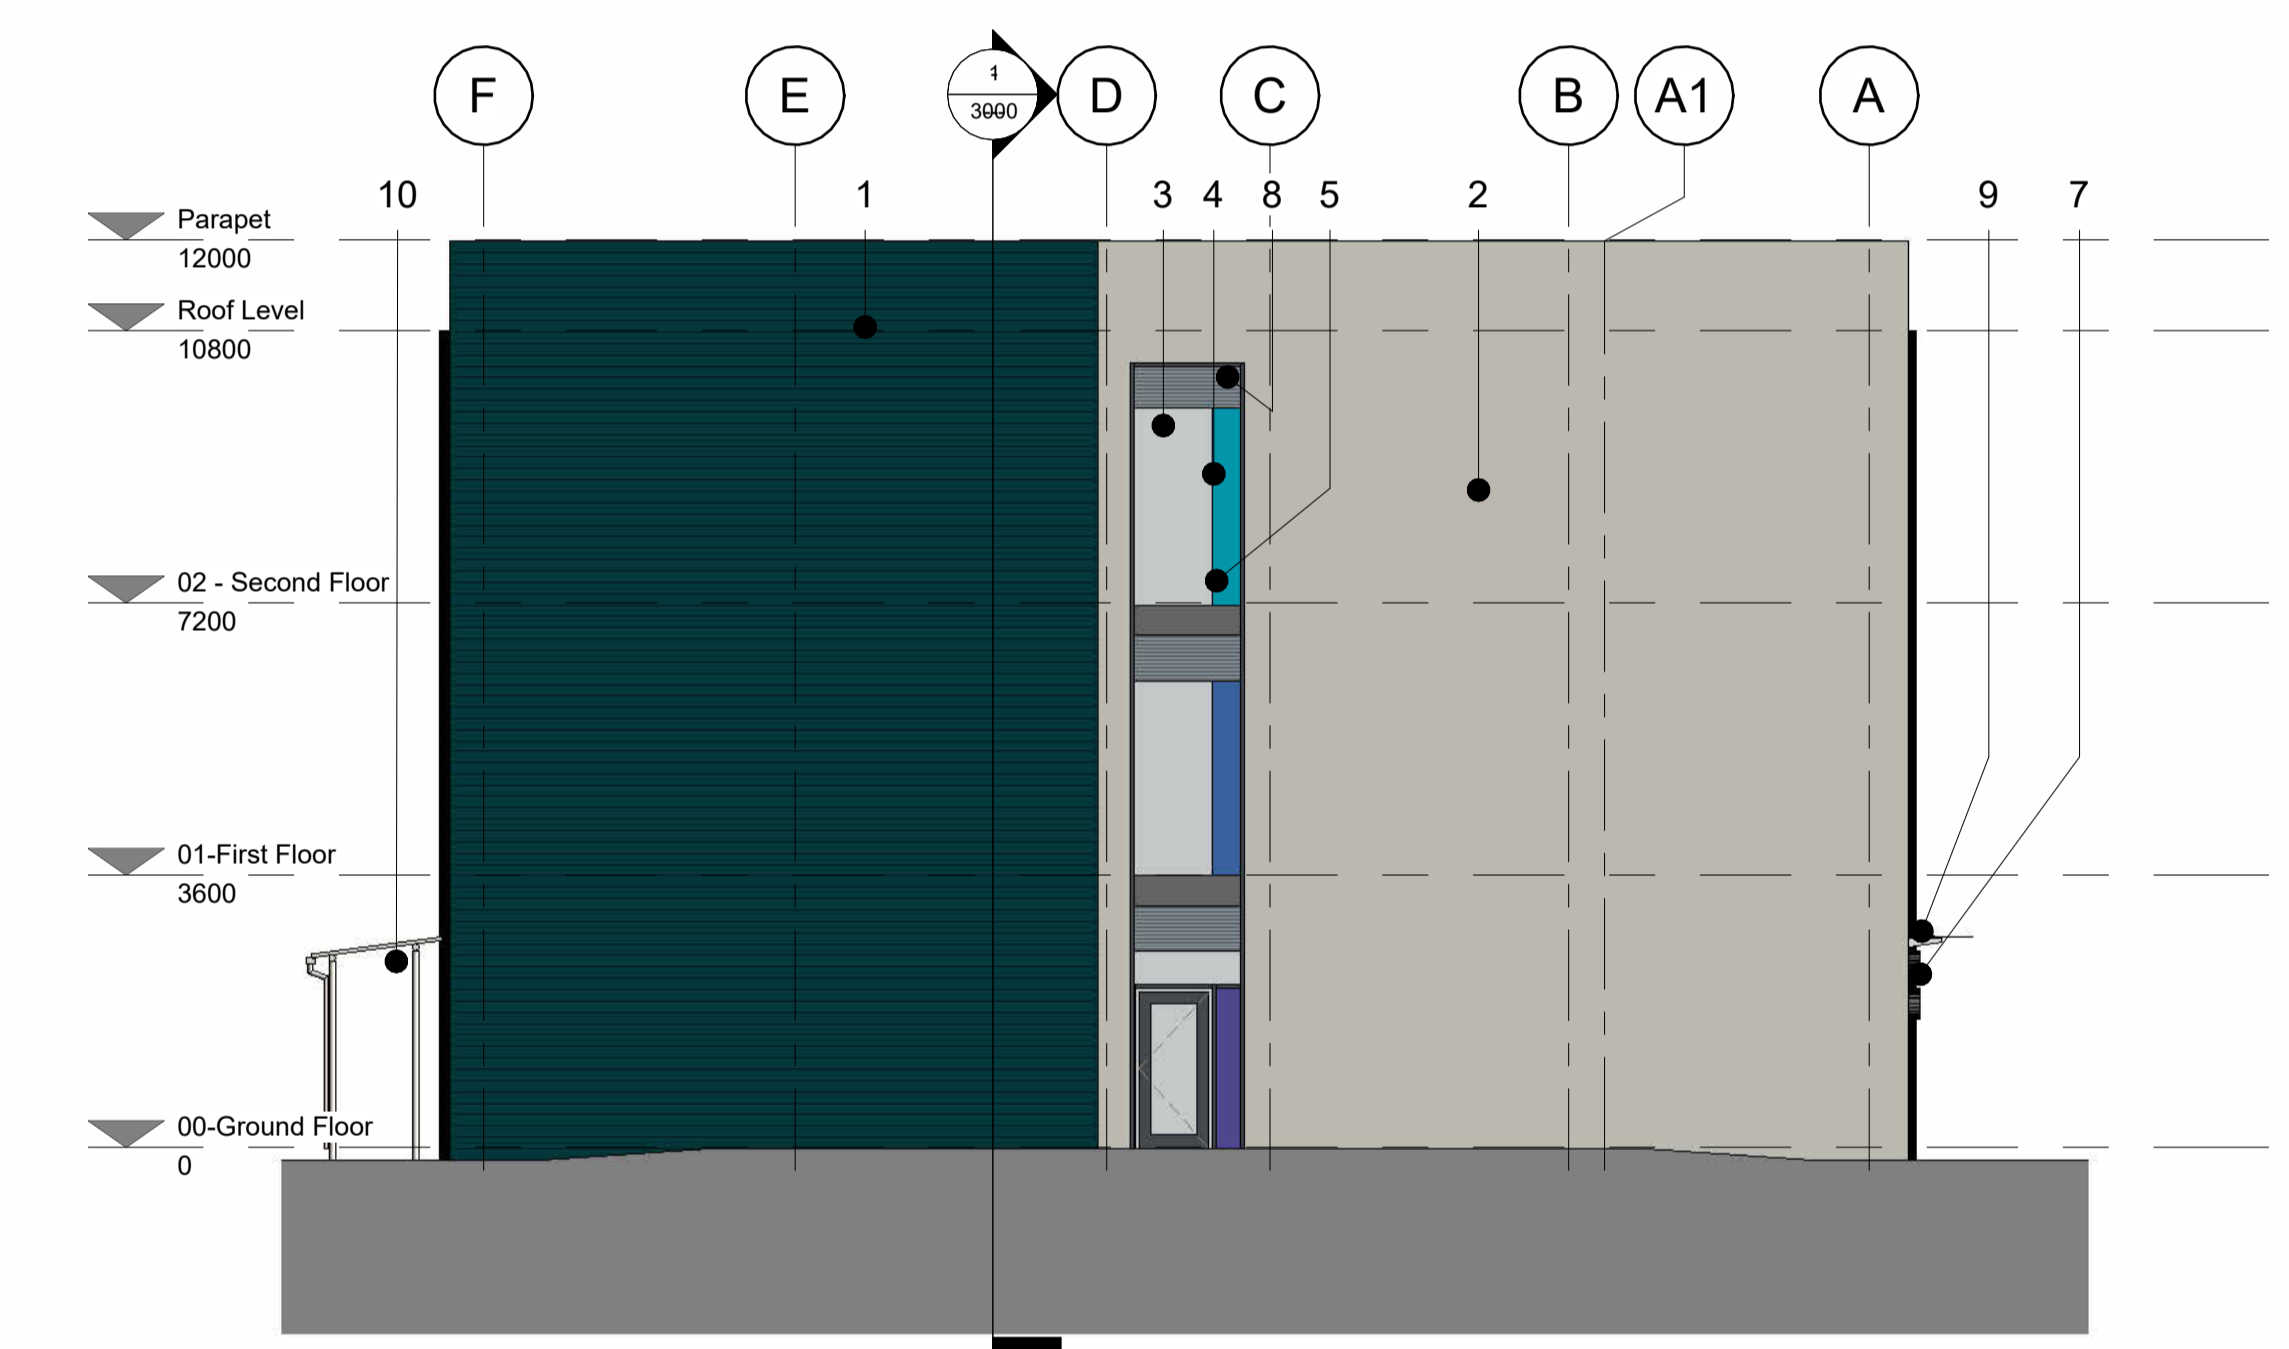 F E D C B A1 A
1
3000
10 1 3 4 8 5 2 9 7
Parapet
12000
Roof Level
10800
02 - Second Floor
7200
01-First Floor
3600
00-Ground Floor
0